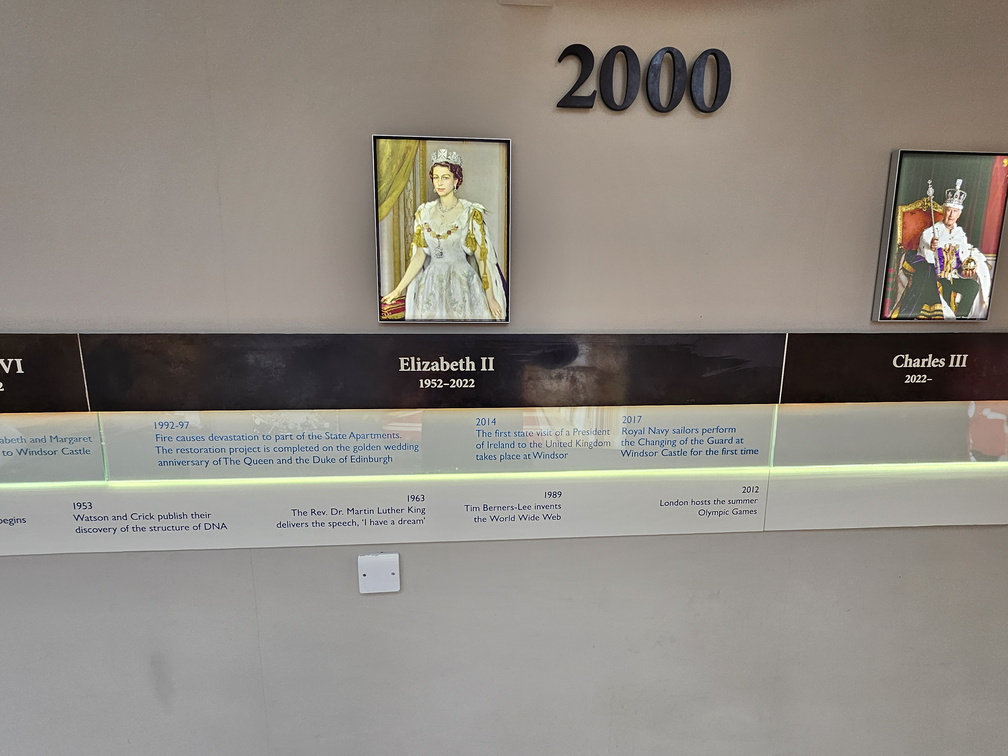 2000
VI
2
Elizabeth II
1952–2022
Charles III
2022–
and Margaret
to Windsor Castle
1992-97
Fire causes devastation to part of the State Apartments.
The restoration project is completed on the golden wedding
anniversary of The Queen and the Duke of Edinburgh
2014
The first state visit of a President
of Ireland to the United Kingdom
takes place at Windsor
2017
Royal Navy sailors perform
the Changing of the Guard at
Windsor Castle for the first time
begins
1953
Watson and Crick publish their
discovery of the structure of DNA
1963
The Rev. Dr. Martin Luther King
delivers the speech, 'I have a dream'
1989
Tim Berners-Lee invents
the World Wide Web
2012
London hosts the summer
Olympic Games